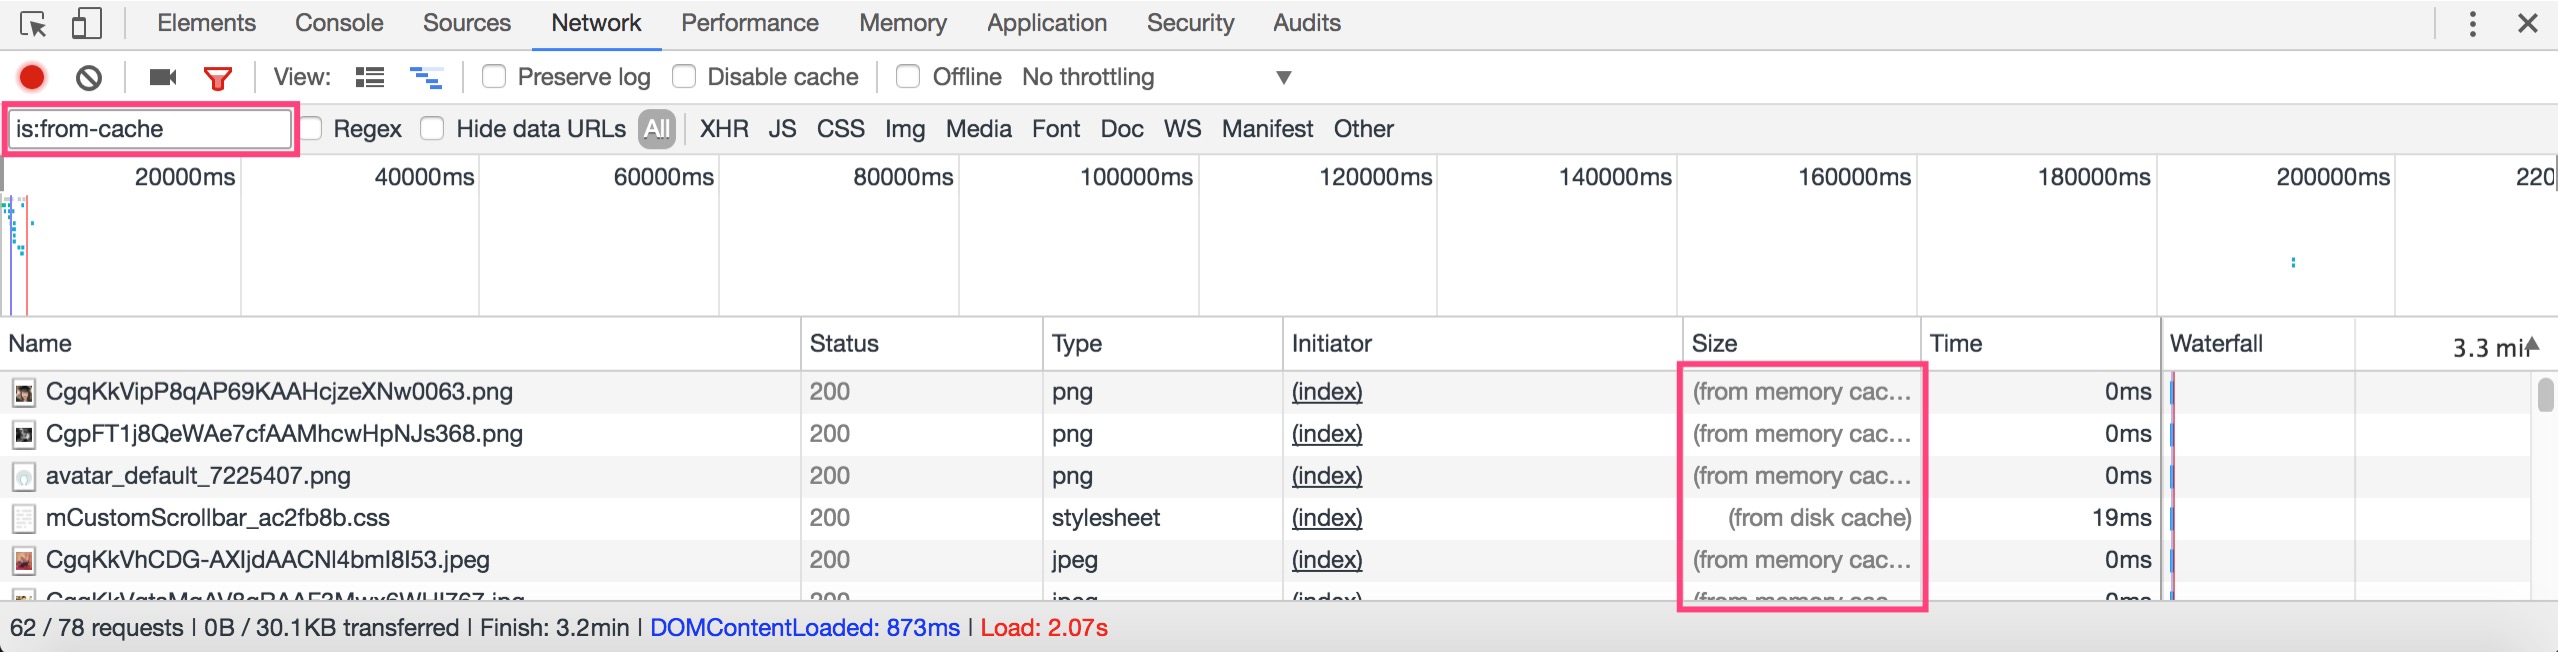 Elements Console Sources Network Performance Memory Application Security Audits
View: Preserve log Disable cache Offline No throttling
is:from-cache Regex Hide data URLs All XHR JS CSS Img Media Font Doc WS Manifest Other
20000ms 40000ms 60000ms 80000ms 100000ms 120000ms 140000ms 160000ms 180000ms 200000ms 220
Name Status Type Initiator Size Time Waterfall 3.3 mi
CgqKkVipP8qAP69KAAHcjzeXNw0063.png 200 png (index) (from memory cac... 0ms
CgpFT1j8QeWAe7cfAAMhcwHpNJs368.png 200 png (index) (from memory cac... 0ms
avatar_default_7225407.png 200 png (index) (from memory cac... 0ms
mCustomScrollbar_ac2fb8b.css 200 stylesheet (index) (from disk cache) 19ms
CgqKkVhCDG-AXIjdAACNl4bmI8I53.jpeg 200 jpeg (index) (from memory cac... 0ms
200 jpeg (index) (from memory cac... 0ms
62 / 78 requests | 0B / 30.1KB transferred | Finish: 3.2min | DOMContentLoaded: 873ms | Load: 2.07s